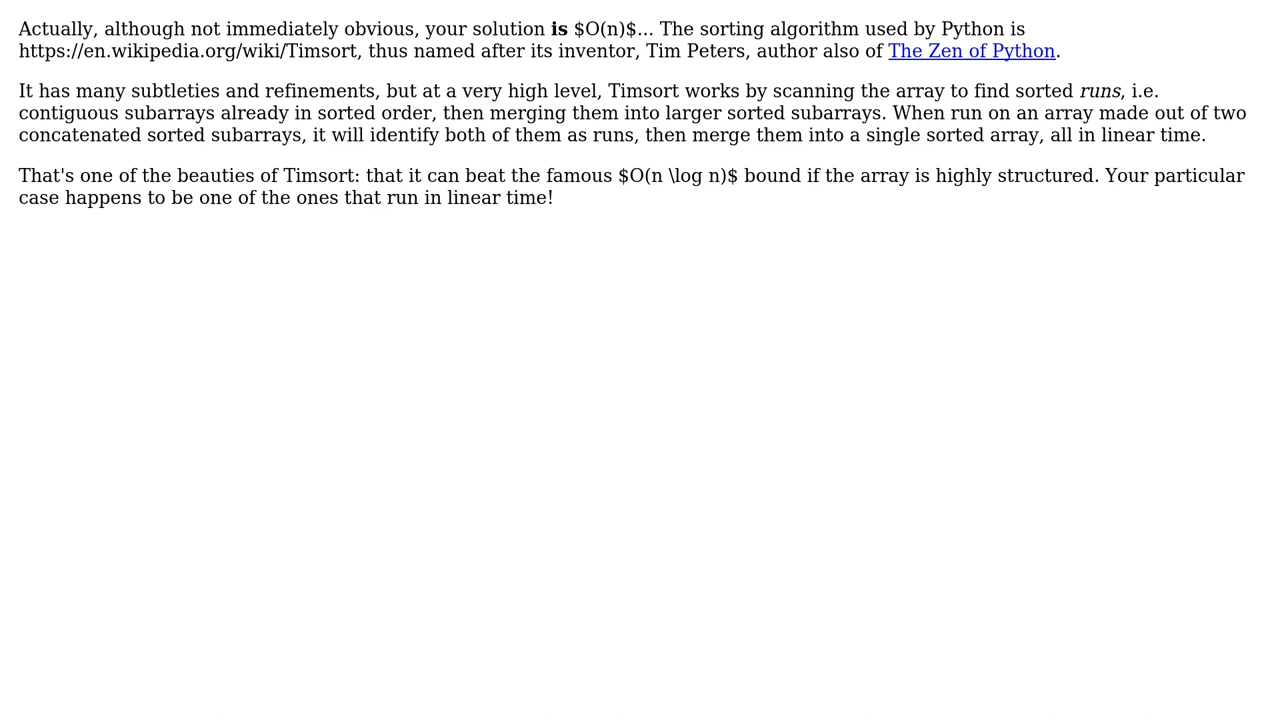 Actually, although not immediately obvious, your solution is $O(n)$... The sorting algorithm used by Python is
https://en.wikipedia.org/wiki/Timsort, thus named after its inventor, Tim Peters, author also of The Zen of Python.
It has many subtleties and refinements, but at a very high level, Timsort works by scanning the array to find sorted runs, i.e.
contiguous subarrays already in sorted order, then merging them into larger sorted subarrays. When run on an array made out of two
concatenated sorted subarrays, it will identify both of them as runs, then merge them into a single sorted array, all in linear time.
That's one of the beauties of Timsort: that it can beat the famous $O(n \log n)$ bound if the array is highly structured. Your particular
case happens to be one of the ones that run in linear time!